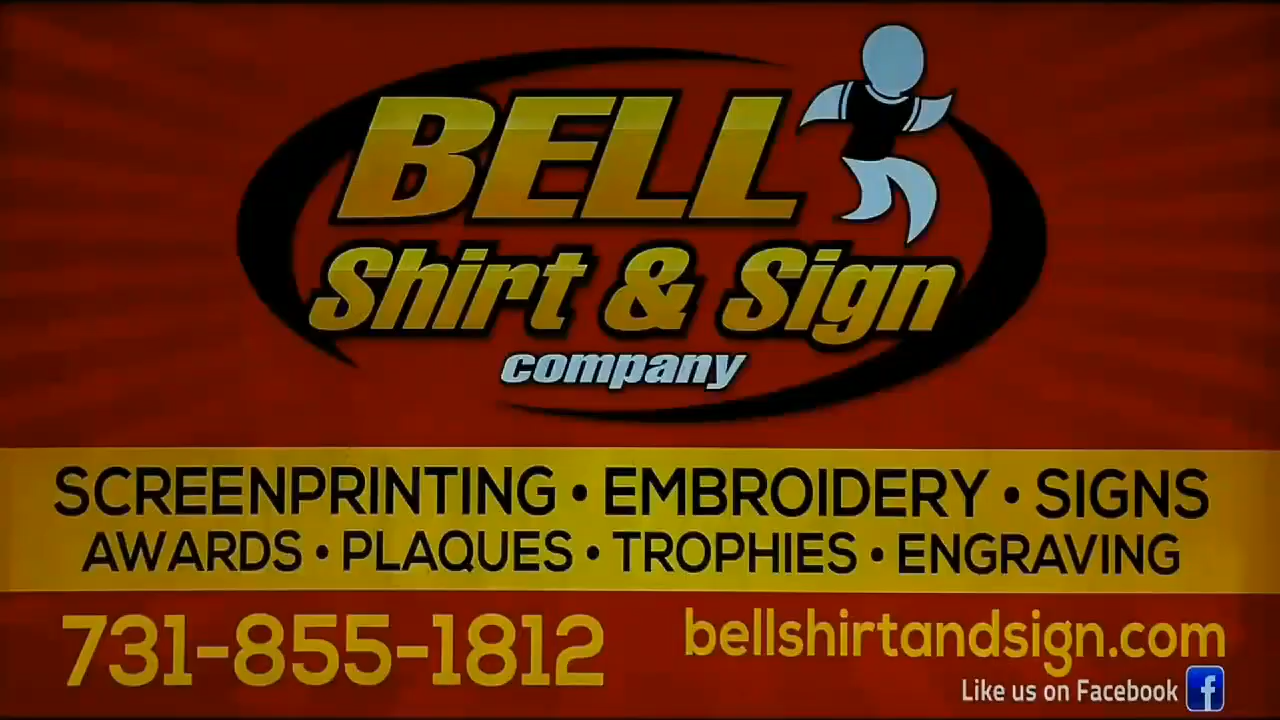 BELL
Shirt & Sign
company
SCREENPRINTING • EMBROIDERY • SIGNS
AWARDS • PLAQUES • TROPHIES • ENGRAVING
731-855-1812
bellshirtandsign.com
Like us on Facebook f